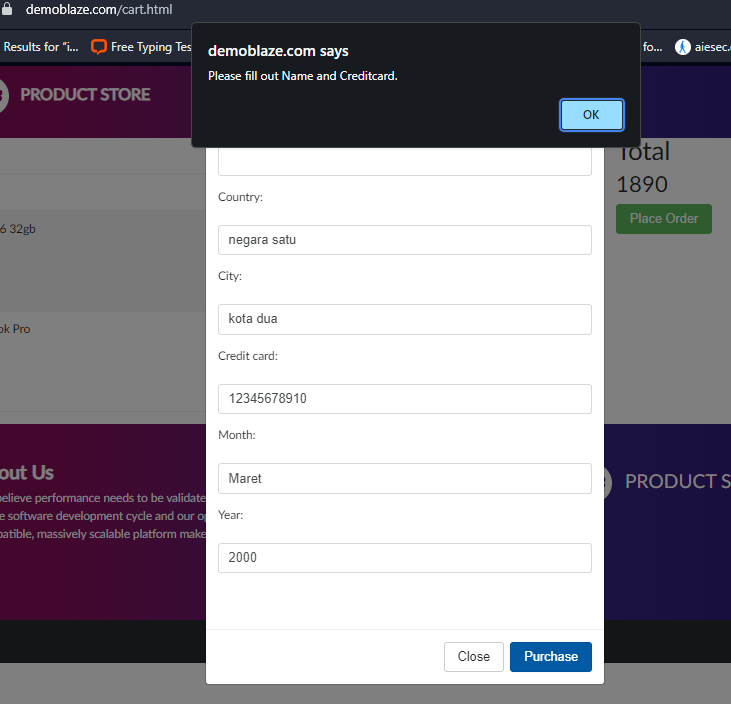 demoblaze.com/cart.html
Results for "i...
Free Typing Tes
fo...
aiesec.
demoblaze.com says
Please fill out Name and Creditcard.
OK
PRODUCT STORE
Total
1890
Place Order
Country:
negara satu
6 32gb
City:
kota dua
ok Pro
Credit card:
12345678910
Month:
Maret
out Us
believe performance needs to be validate
e software development cycle and our op
patible, massively scalable platform make
PRODUCT S
Year:
2000
Close
Purchase